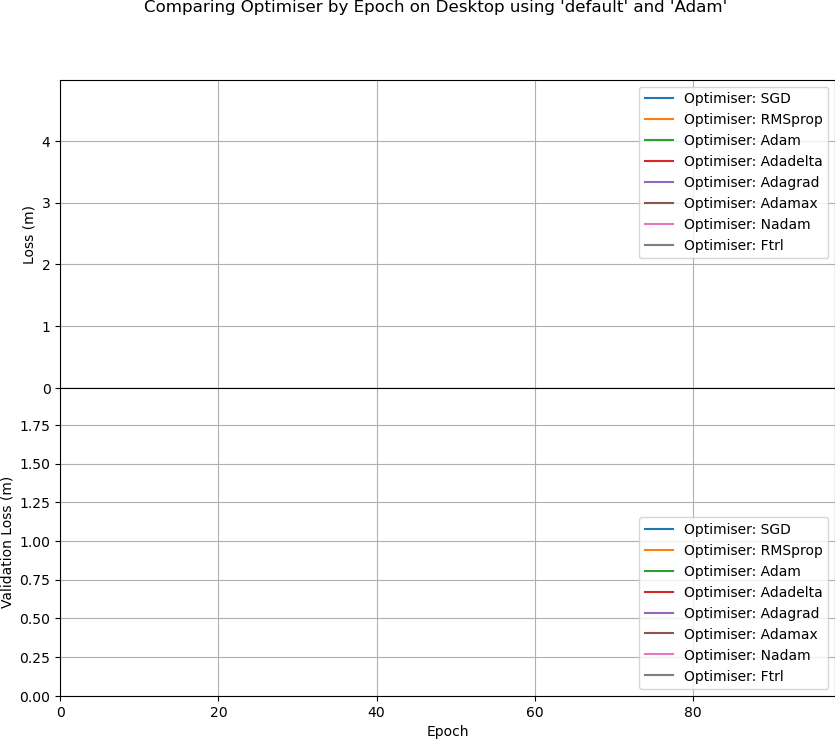 Comparing Optimiser by Epoch on Desktop using 'default' and 'Adam'
Optimiser: SGD
Optimiser: RMSprop
Optimiser: Adam
Optimiser: Adadelta
Optimiser: Adagrad
Optimiser: Adamax
Optimiser: Nadam
Optimiser: Ftrl
4
3
2
1
0
Loss (m)
1.75
1.50
1.25
1.00
0.75
0.50
0.25
0.00
Validation Loss (m)
Optimiser: SGD
Optimiser: RMSprop
Optimiser: Adam
Optimiser: Adadelta
Optimiser: Adagrad
Optimiser: Adamax
Optimiser: Nadam
Optimiser: Ftrl
0 20 40 60 80
Epoch